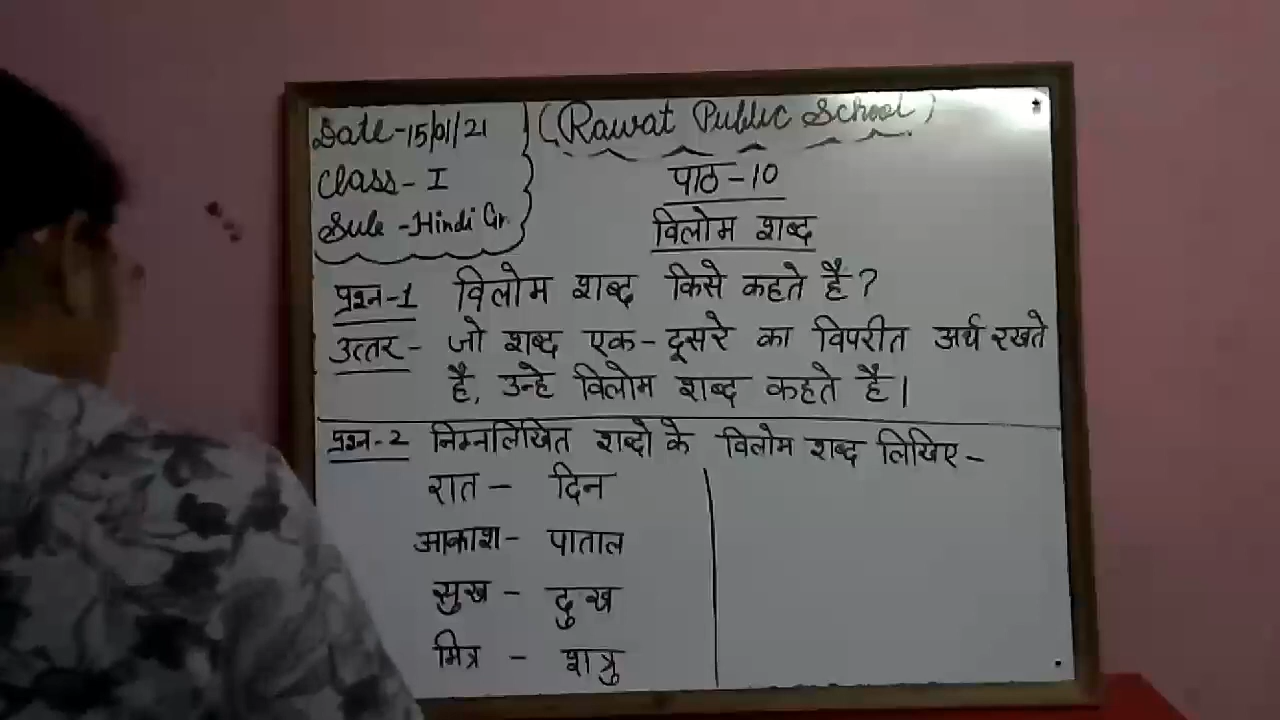 Date-15/01/21
(Rawat Public School)
Class-I
Sub-Hindi Gr.
पाठ-10
विलोम शब्द
प्रश्न-1 विलोम शब्द किसे कहते है?
उत्तर- जो शब्द एक-दूसरे का विपरीत अर्थ रखते
है, उन्हे विलोम शब्द कहते है।
प्रश्न-2 निम्नलिखित शब्दो के विलोम शब्द लिखिए-
रात - दिन
आकाश- पाताल
सुख - दुख
मित्र - शत्रु